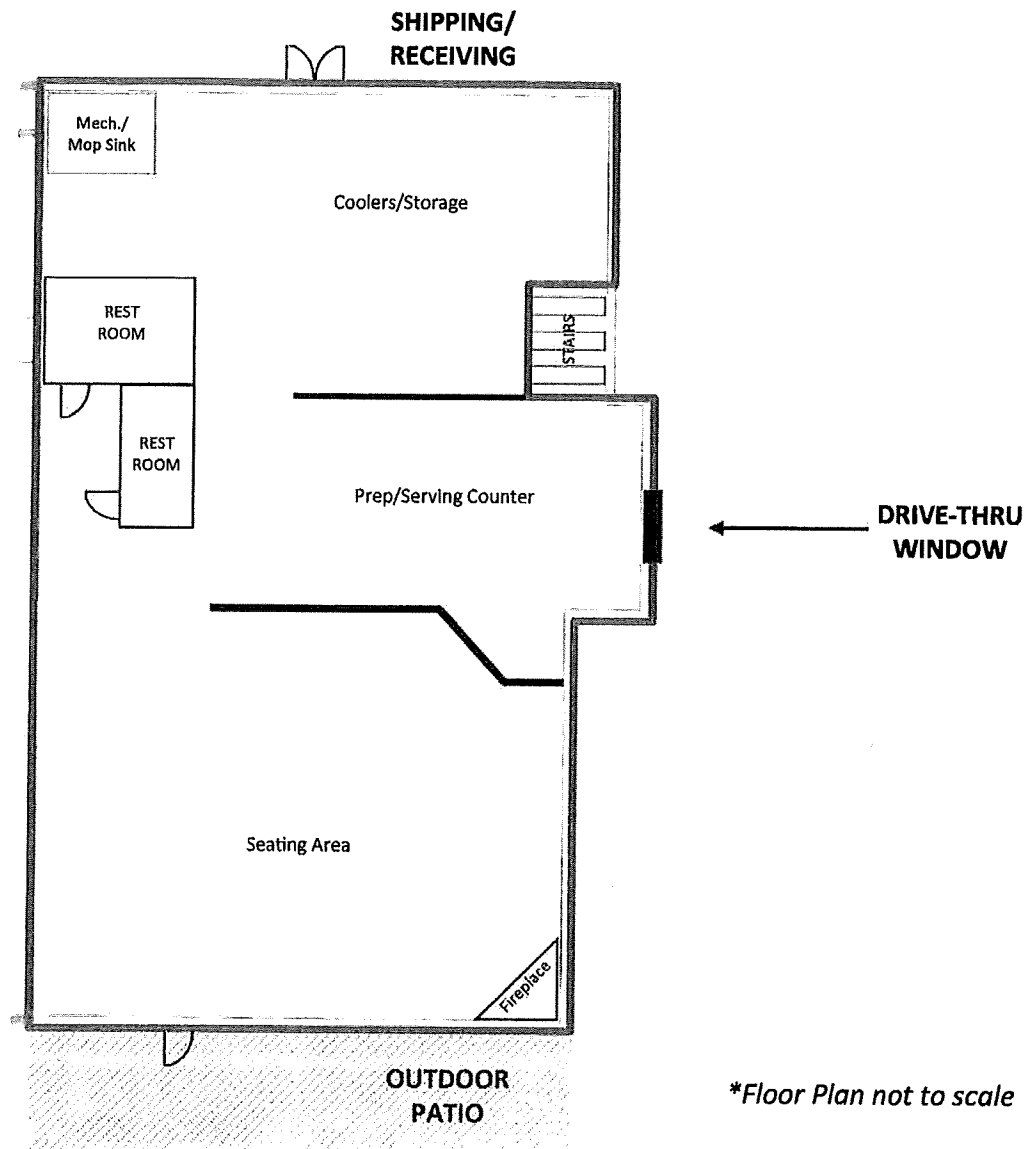 SHIPPING/
RECEIVING
Mech./
Mop Sink
Coolers/Storage
REST
ROOM
STAIRS
REST
ROOM
Prep/Serving Counter
DRIVE-THRU
WINDOW
Seating Area
Fireplace
OUTDOOR
PATIO
*Floor Plan not to scale